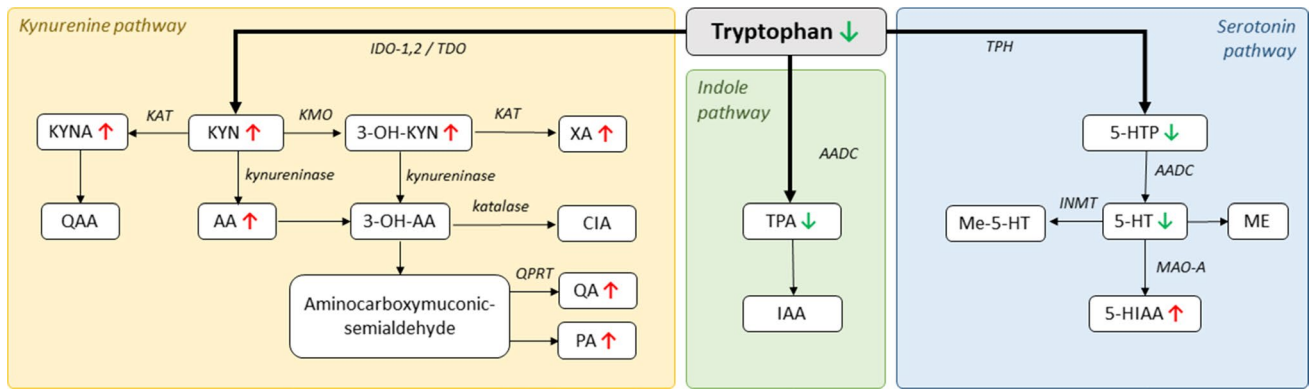 Kynurenine pathway
IDO-1,2 / TDO
KYNA ↑
KAT
KYN ↑
KMO
3-OH-KYN ↑
KAT
XA ↑
kynureninase
kynureninase
QAA
AA ↑
3-OH-AA
katalase
CIA
Aminocarboxymuconic-
semialdehyde
QPRT
QA ↑
PA ↑
Tryptophan ↓
Indole
pathway
AADC
TPA ↓
IAA
Serotonin
pathway
TPH
5-HTP ↓
AADC
Me-5-HT
INMT
5-HT ↓
ME
MAO-A
5-HIAA ↑